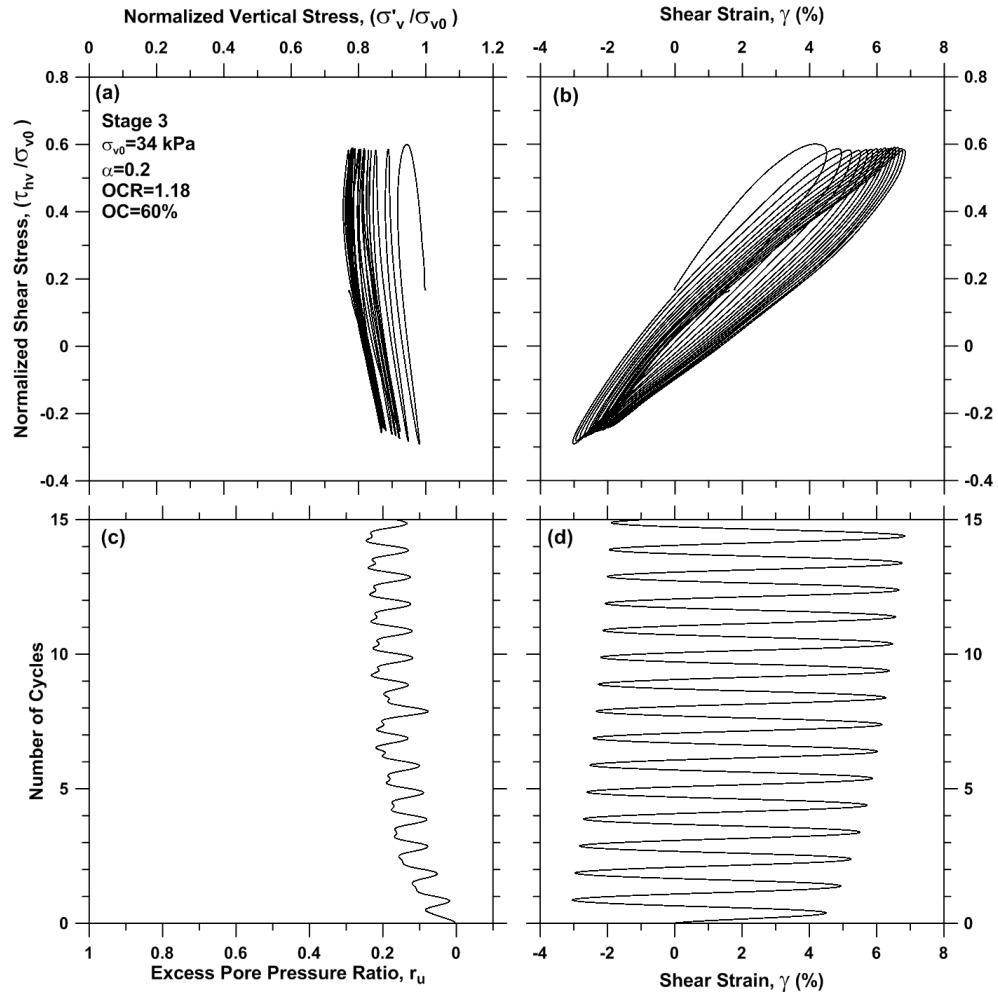 Normalized Vertical Stress, (σ'v /σv0 )
Shear Strain, γ (%)
0 0.2 0.4 0.6 0.8 1 1.2
-4 -2 0 2 4 6 8
Normalized Shear Stress, (τhv /σv0 )
0.8
0.6
0.4
0.2
0
-0.2
-0.4
(a)
Stage 3
σv0=34 kPa
α=0.2
OCR=1.18
OC=60%
(b)
0.8
0.6
0.4
0.2
0
-0.2
-0.4
Number of Cycles
15
10
5
0
(c)
(d)
15
10
5
0
1 0.8 0.6 0.4 0.2 0
Excess Pore Pressure Ratio, ru
-4 -2 0 2 4 6 8
Shear Strain, γ (%)